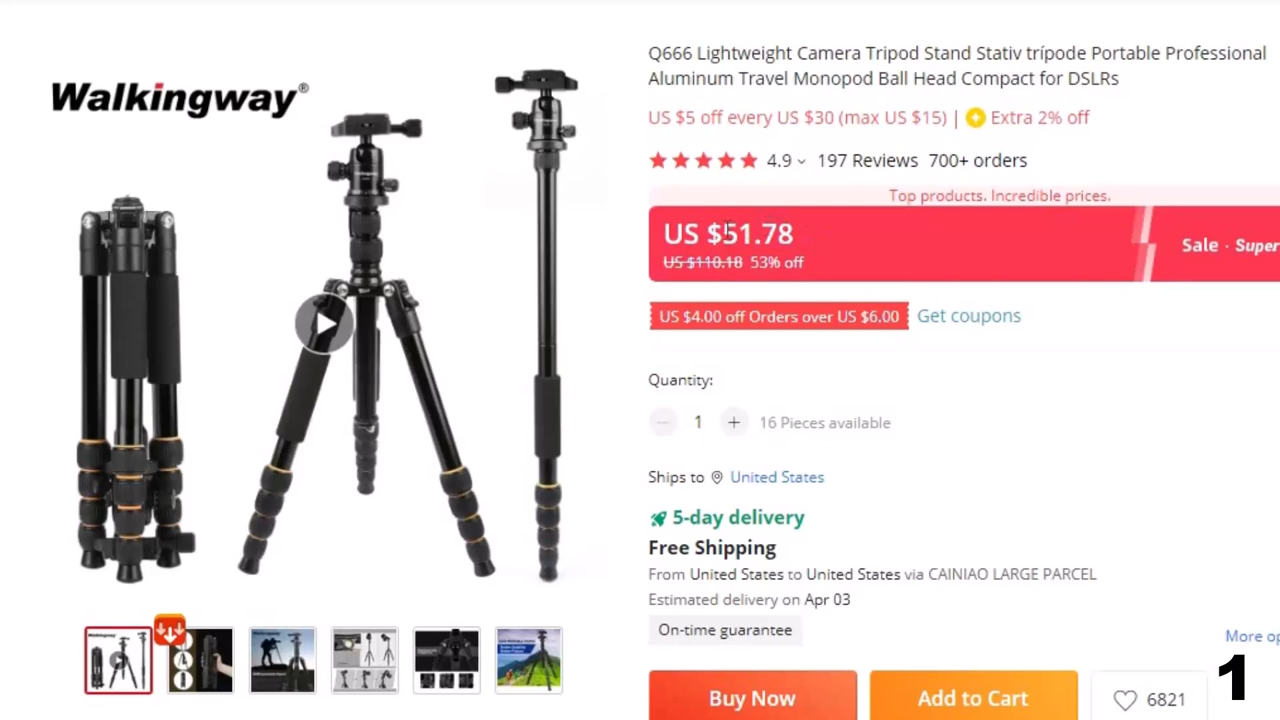 Walkingway®
Q666 Lightweight Camera Tripod Stand Stativ trípode Portable Professional
Aluminum Travel Monopod Ball Head Compact for DSLRs
US $5 off every US $30 (max US $15) | Extra 2% off
4.9 197 Reviews 700+ orders
Top products. Incredible prices.
US $51.78
US $110.18 53% off
Sale · Super
US $4.00 off Orders over US $6.00 Get coupons
Quantity:
1 + 16 Pieces available
Ships to United States
5-day delivery
Free Shipping
From United States to United States via CAINIAO LARGE PARCEL
Estimated delivery on Apr 03
On-time guarantee
More op
Buy Now
Add to Cart
6821
1